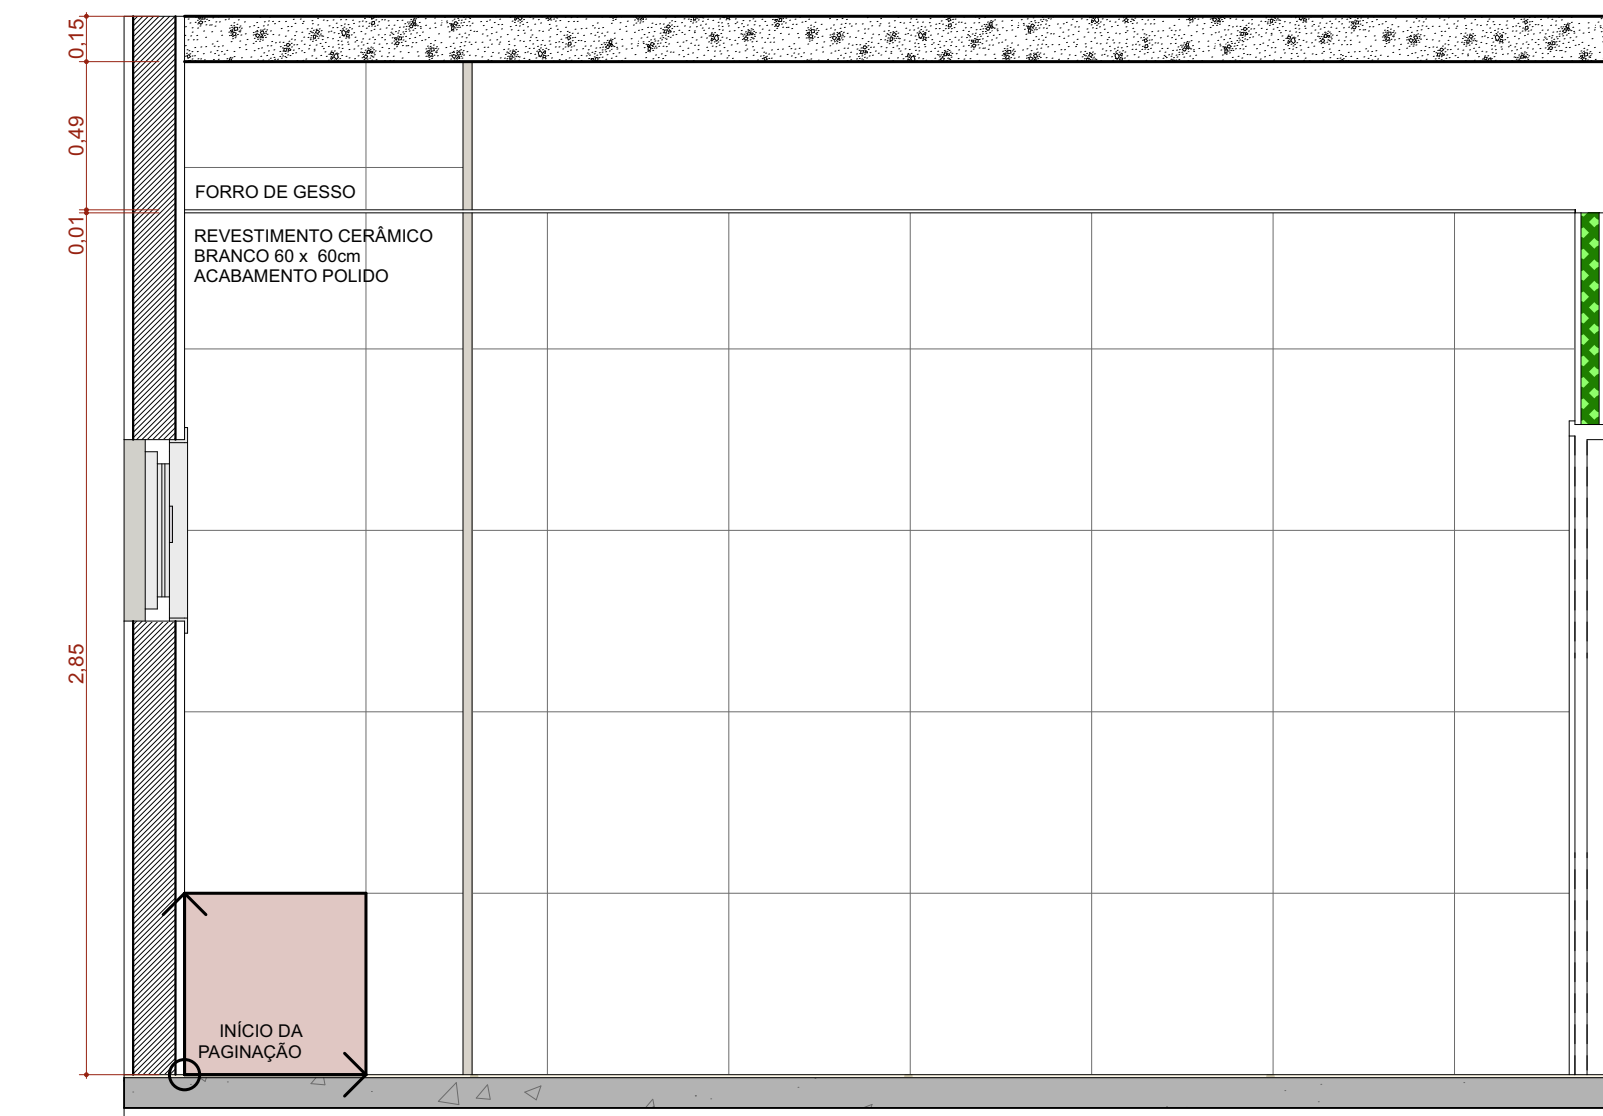 0,15
0,49
FORRO DE GESSO
0,01
REVESTIMENTO CERÂMICO
BRANCO 60 x 60cm
ACABAMENTO POLIDO
2,85
INÍCIO DA
PAGINAÇÃO